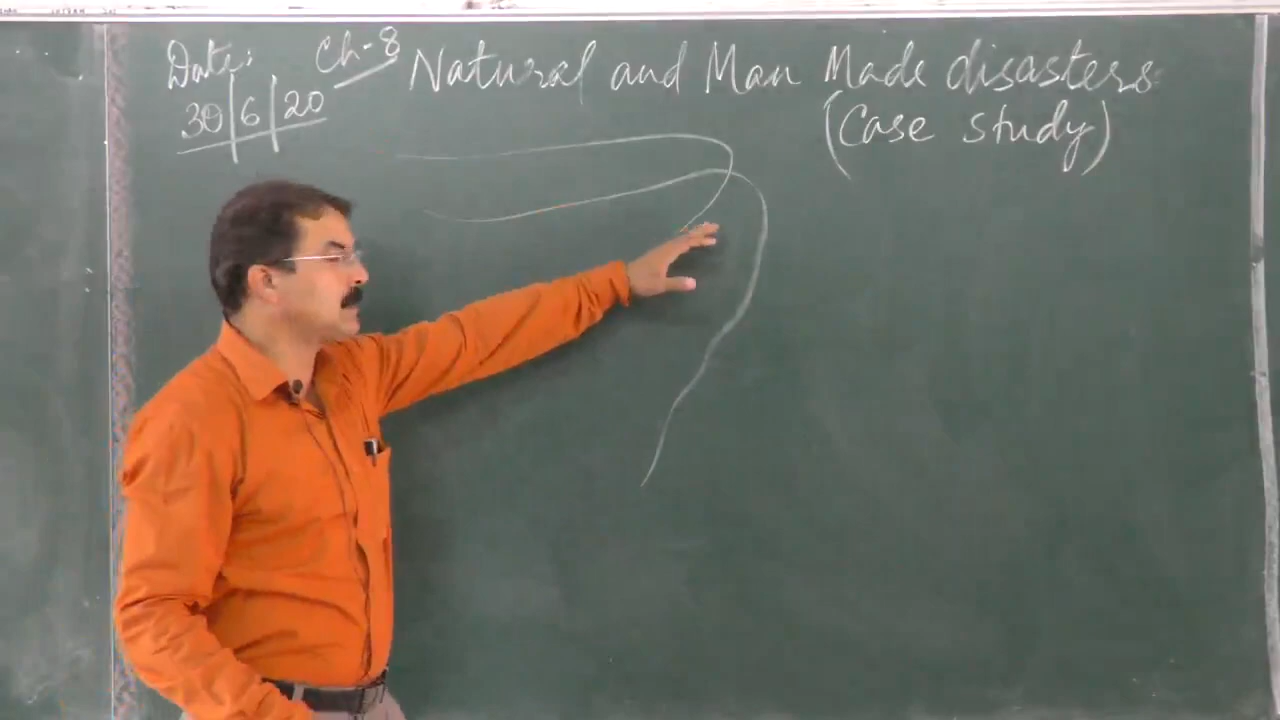 Date: Ch-8 Natural and Man Made disasters
30|6|20 (Case study)